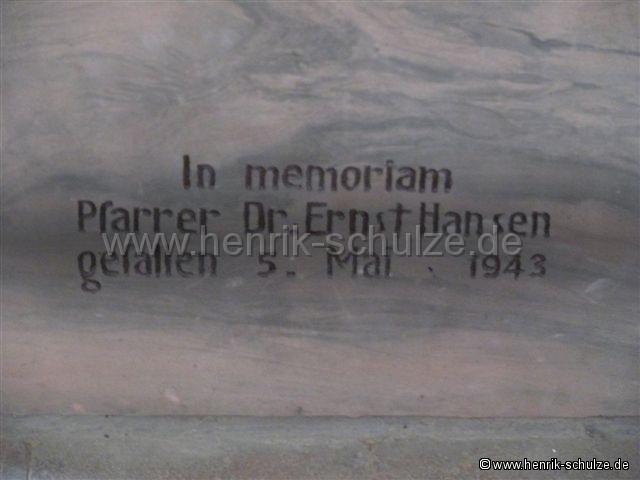 In memoriam
Pfarrer Dr. Ernst Hansen
gefallen 5. Mai 1943
www.henrik-schulze.de
©www.henrik-schulze.de